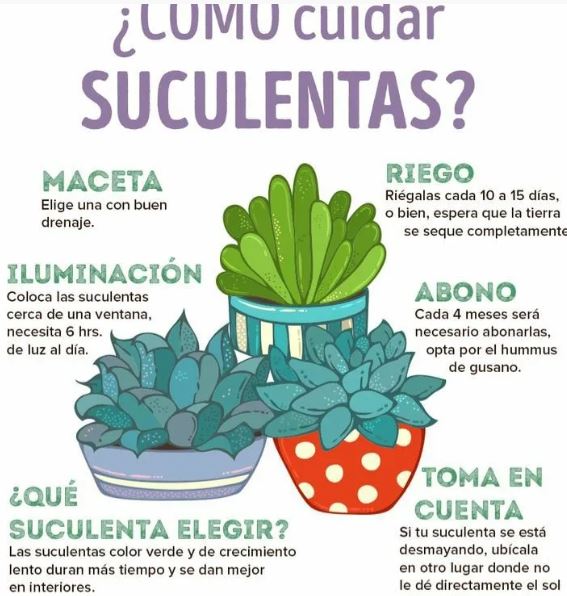 ¿CÓMO cuidar
SUCULENTAS?
MACETA
Elige una con buen
drenaje.
RIEGO
Riégalas cada 10 a 15 días,
o bien, espera que la tierra
se seque completamente
ILUMINACIÓN
Coloca las suculentas
cerca de una ventana,
necesita 6 hrs.
de luz al día.
ABONO
Cada 4 meses será
necesario abonarlas,
opta por el hummus
de gusano.
¿QUÉ
SUCULENTA ELEGIR?
Las suculentas color verde y de crecimiento
lento duran más tiempo y se dan mejor
en interiores.
TOMA EN
CUENTA
Si tu suculenta se está
desmayando, ubícala
en otro lugar donde no
le dé directamente el sol